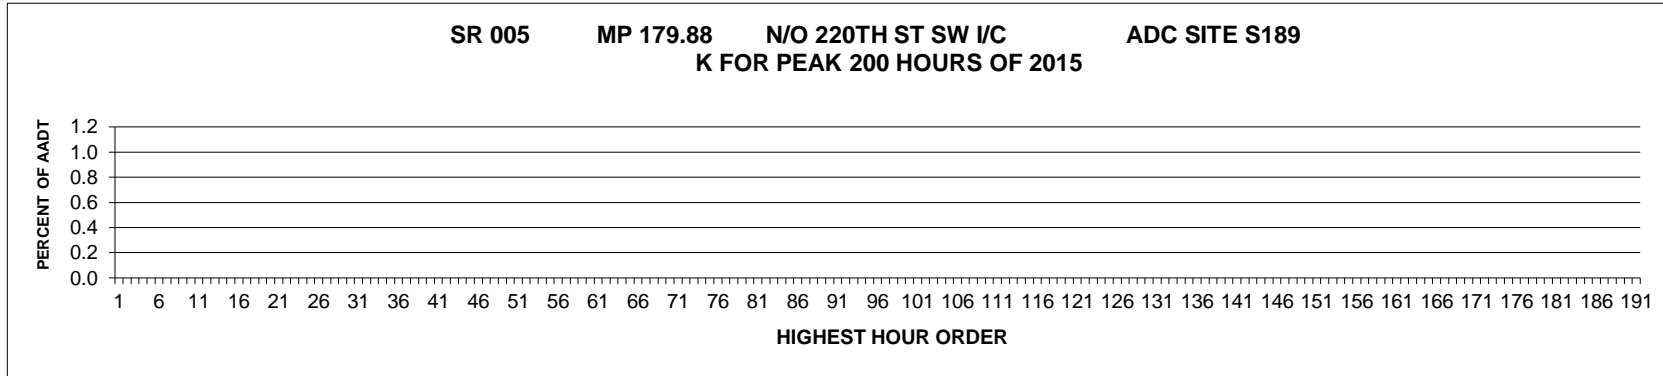 SR 005 MP 179.88 N/O 220TH ST SW I/C ADC SITE S189
K FOR PEAK 200 HOURS OF 2015
PERCENT OF AADT
1.2
1.0
0.8
0.6
0.4
0.2
0.0
1 6 11 16 21 26 31 36 41 46 51 56 61 66 71 76 81 86 91 96 101 106 111 116 121 126 131 136 141 146 151 156 161 166 171 176 181 186 191
HIGHEST HOUR ORDER